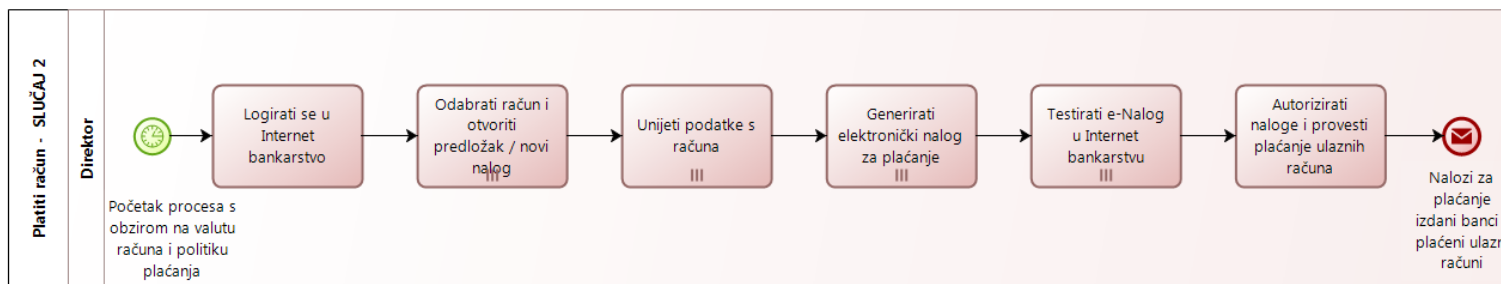 Platiti račun -  SLUČAJ 2
Direktor
Početak procesa s
obzirom na valutu
računa i politiku
plaćanja
Logirati se u
Internet
bankarstvo
Odabrati račun i
otvoriti
predložak / novi
nalog
Unijeti podatke s
računa
Generirati
elektronički nalog
za plaćanje
Testirati e-Nalog
u Internet
bankarstvu
Autorizirati
naloge i provesti
plaćanje ulaznih
računa
Nalozi za
plaćanje
izdani banci
plaćeni ulazn
računi